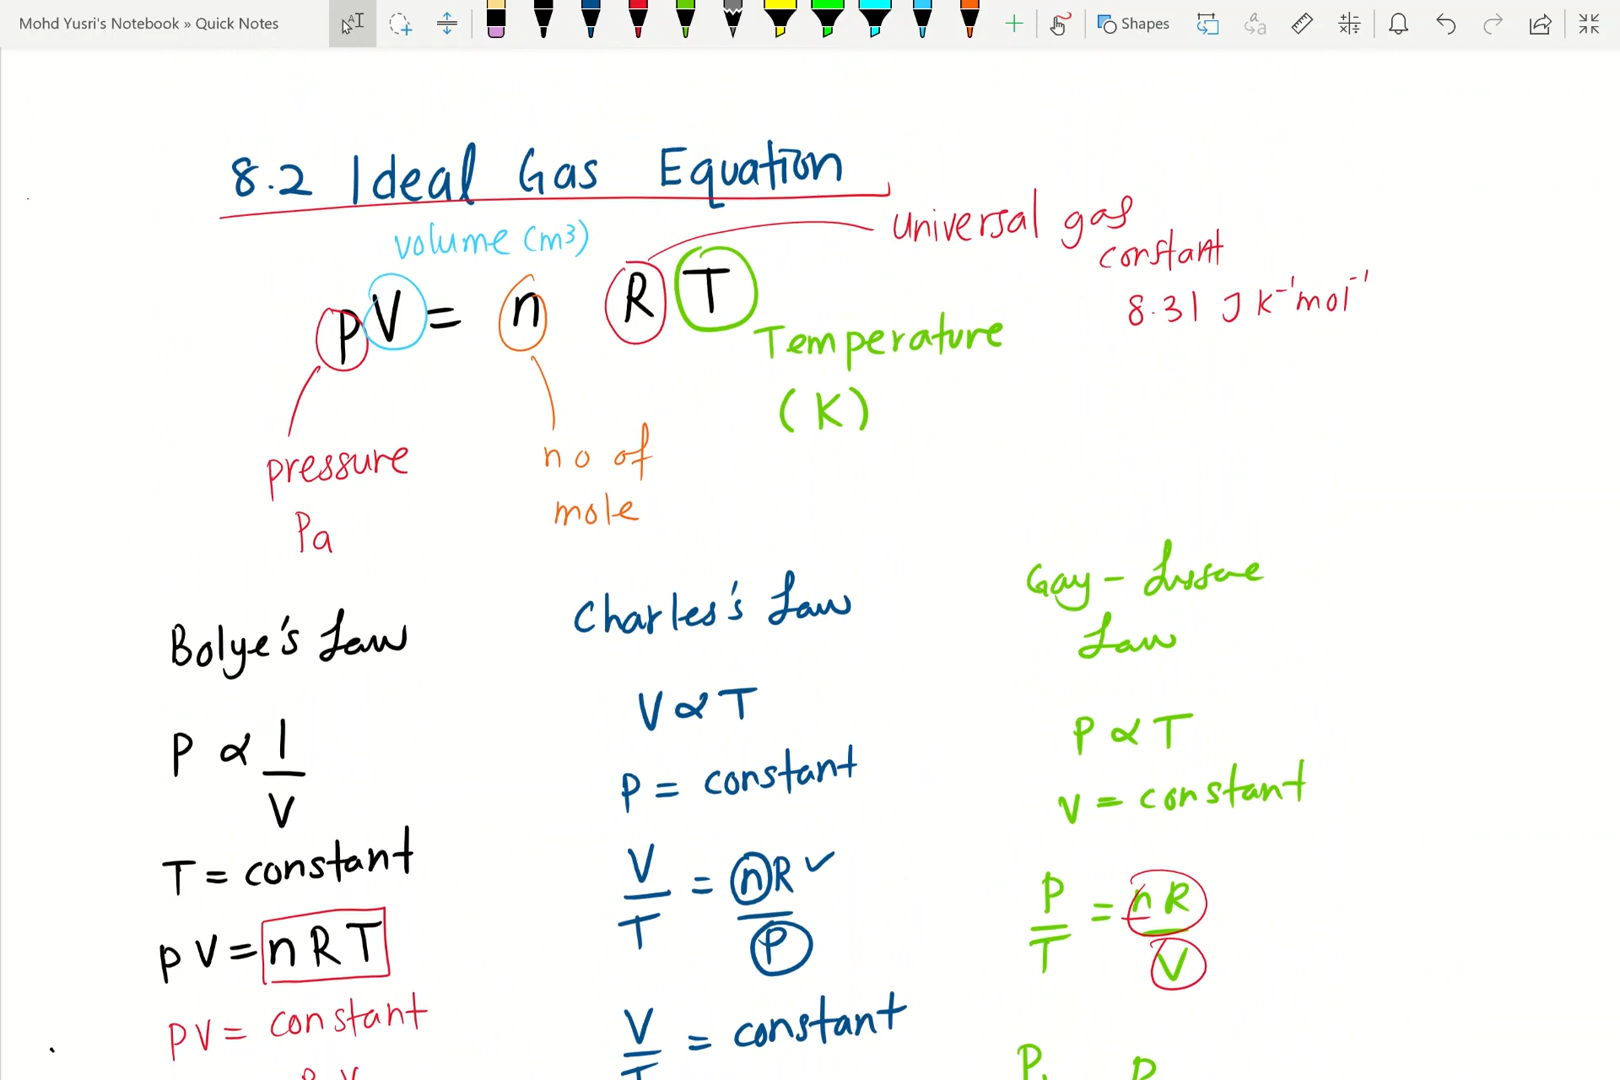 Mohd Yusri's Notebook » Quick Notes
Shapes
8.2 Ideal Gas Equation
volume (m³)
universal gas
constant
8.31 J K⁻¹mol⁻¹
pV = n R T
Temperature
(K)
pressure
Pa
no of
mole
Bolye's Law
P ∝ 1
V
T = constant
pV = nRT
PV = constant
Charles's Law
V ∝ T
P = constant
V = nR ✓
T P
V = constant
T
Gay - Lussac
Law
P ∝ T
V = constant
P = nR
T V